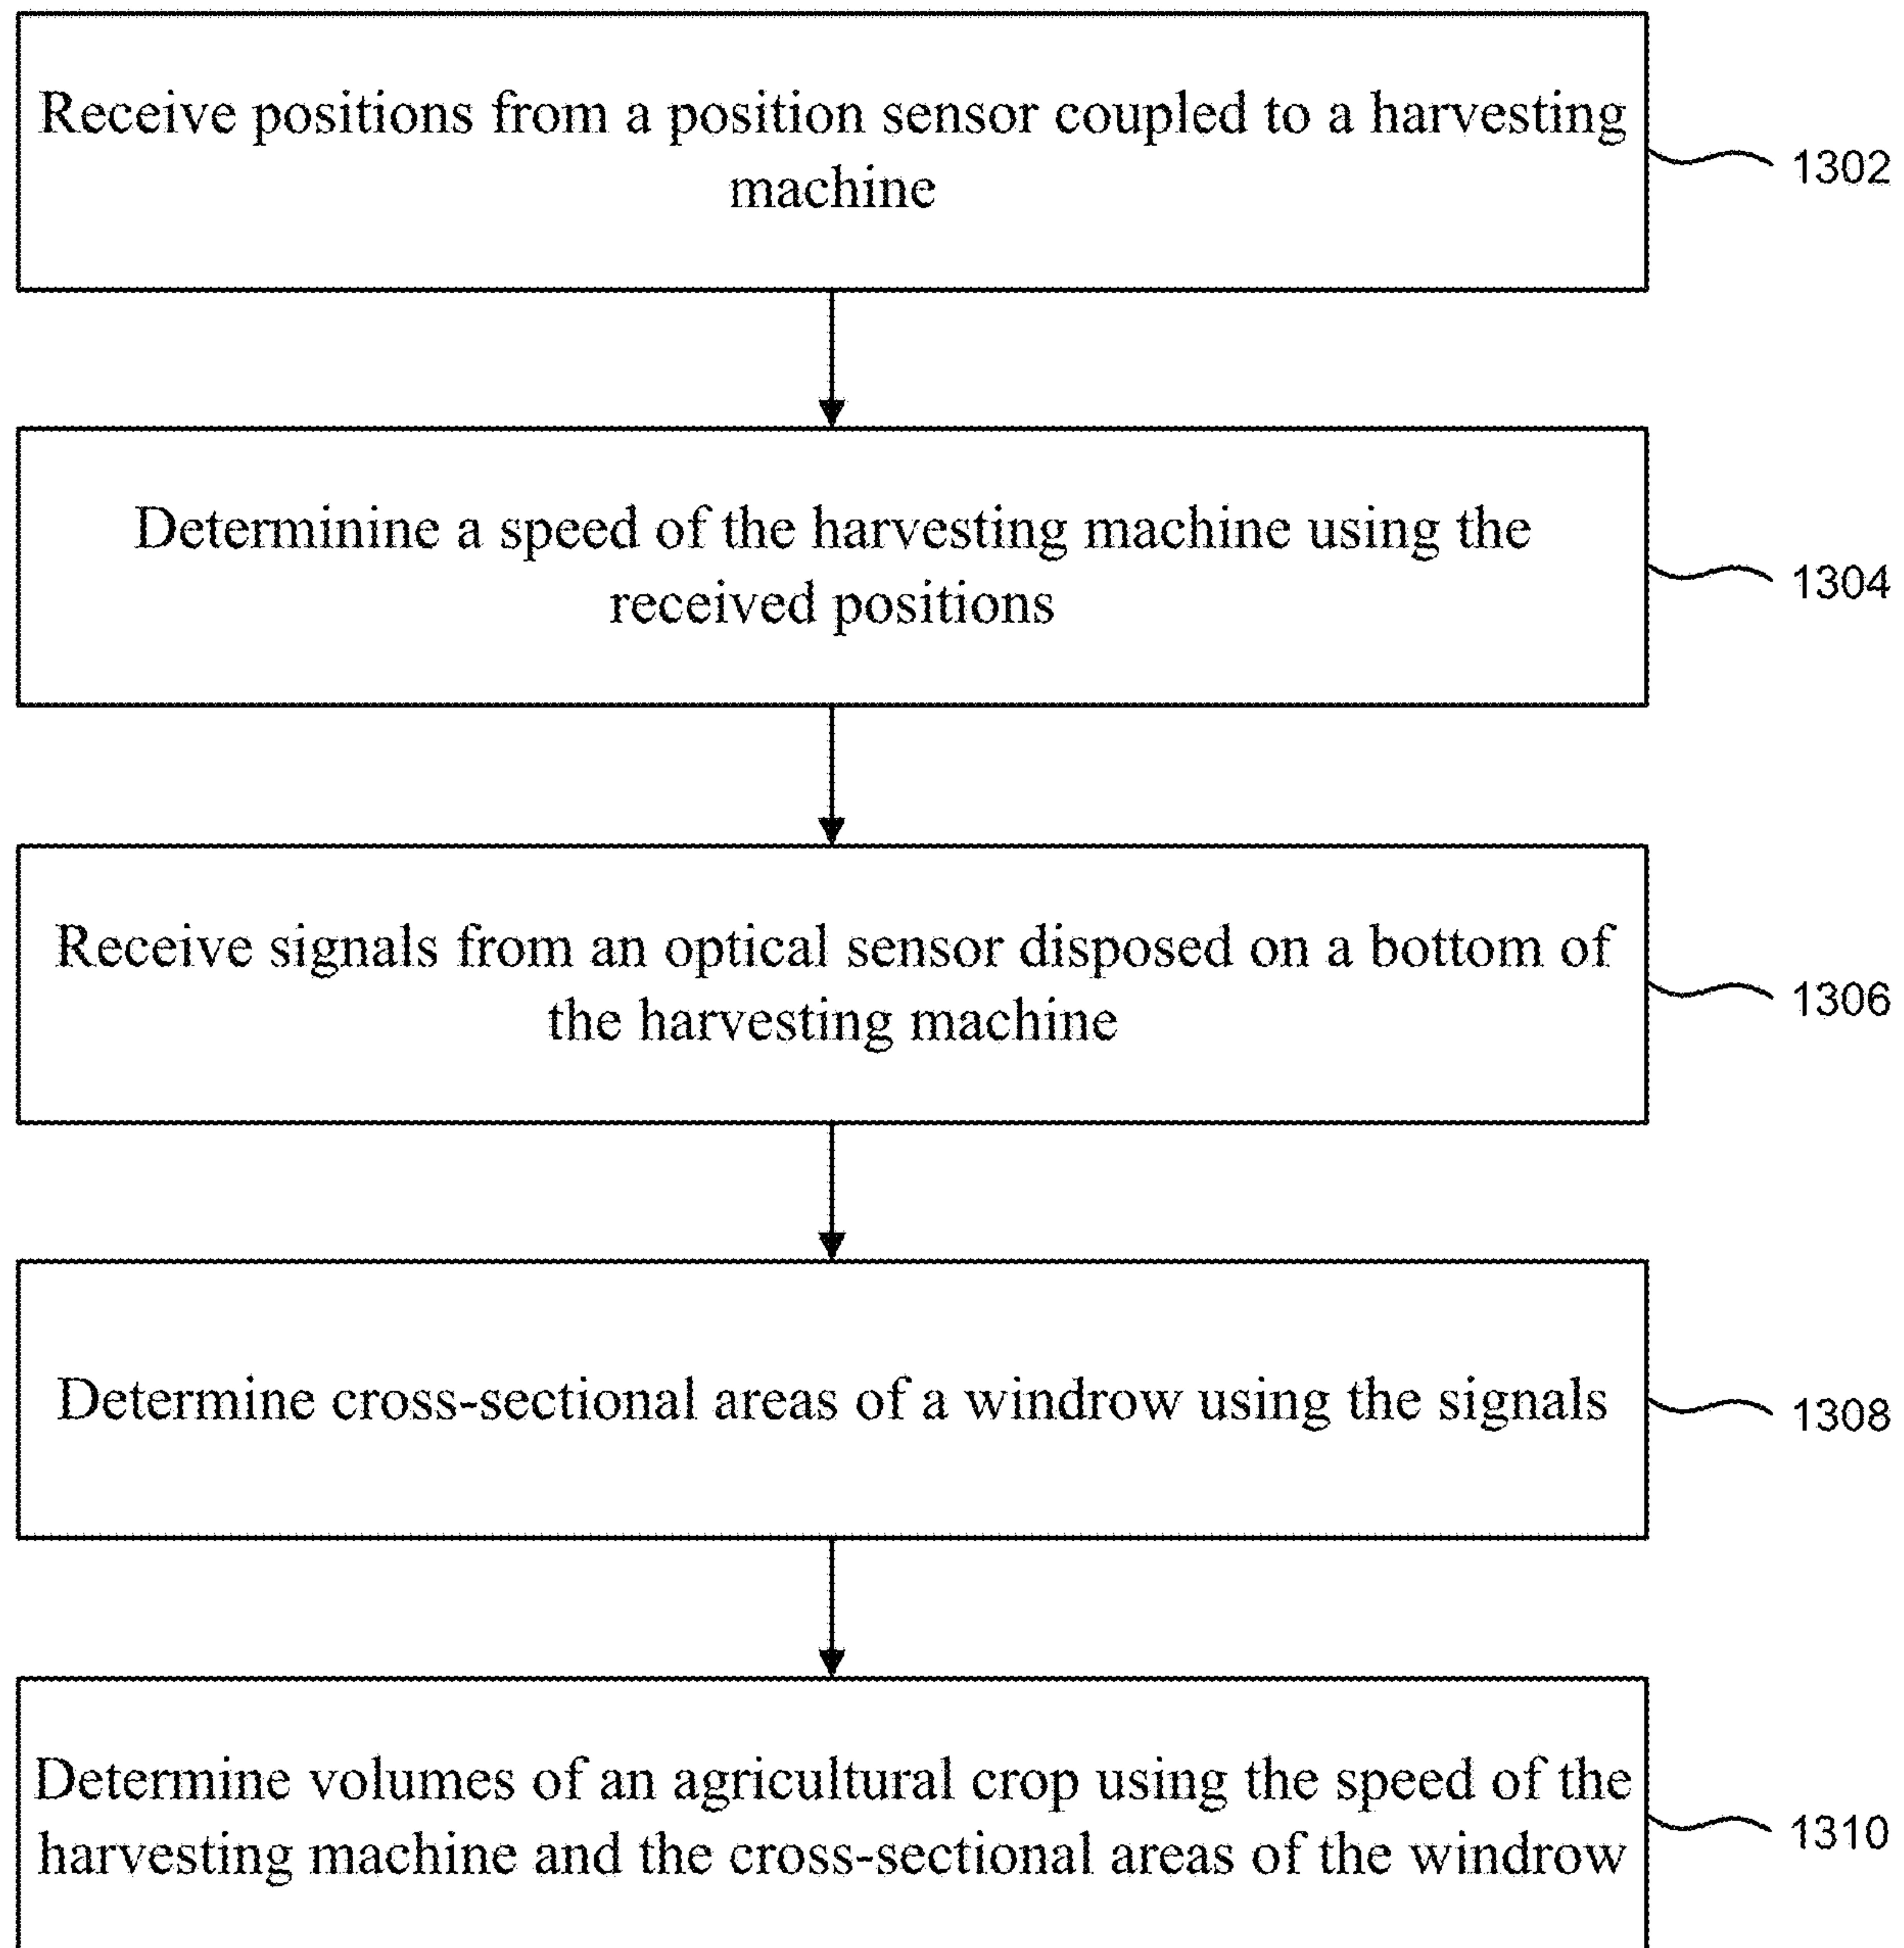 Receive positions from a position sensor coupled to a harvesting
machine
1302
Determinine a speed of the harvesting machine using the
received positions
1304
Receive signals from an optical sensor disposed on a bottom of
the harvesting machine
1306
Determine cross-sectional areas of a windrow using the signals
1308
Determine volumes of an agricultural crop using the speed of the
harvesting machine and the cross-sectional areas of the windrow
1310